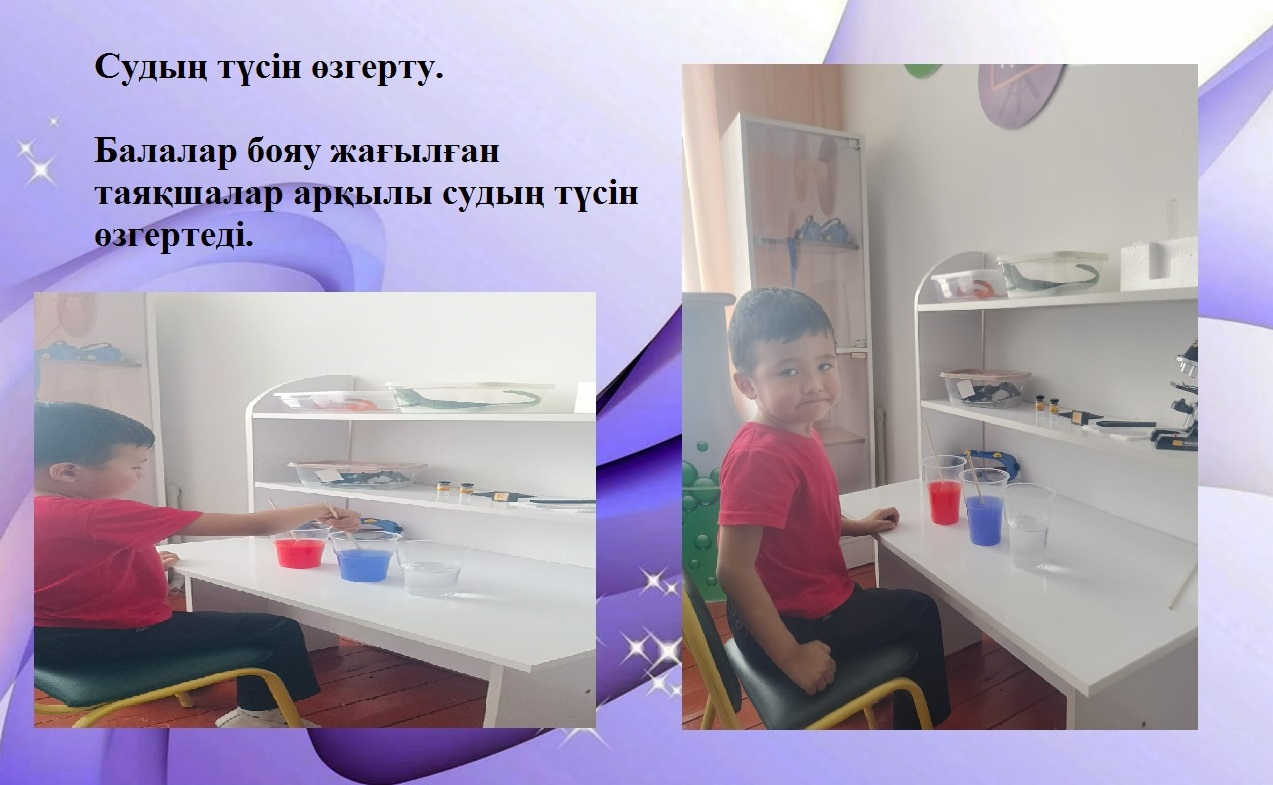 Судың түсін өзгерту.
Балалар бояу жағылған
таяқшалар арқылы судың түсін
өзгертеді.